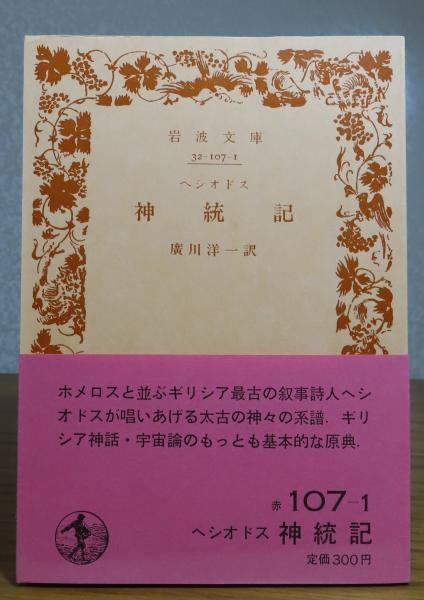 岩波文庫
32-107-1
ヘシオドス
神統記
廣川洋一訳
ホメロスと並ぶギリシア最古の叙事詩人ヘシ
オドスが唱いあげる太古の神々の系譜．ギリ
シア神話・宇宙論のもっとも基本的な原典．
赤 107-1
ヘシオドス 神統記
定価300円